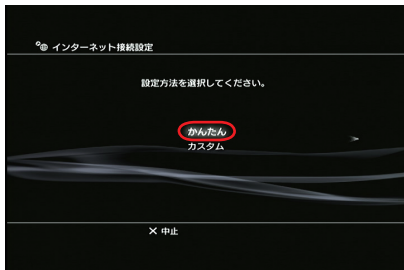 インターネット接続設定
設定方法を選択してください。
かんたん
カスタム
✕ 中止